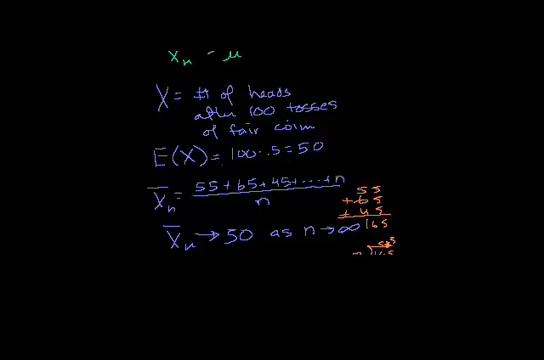 Xn - μ
X = # of heads
after 100 tosses
of fair coin
E(X) = 100 · .5 = 50
X̄n = 55 + 65 + 45 + ... + n
n
X̄n → 50 as n → ∞
55
+ 65
+ 45
165